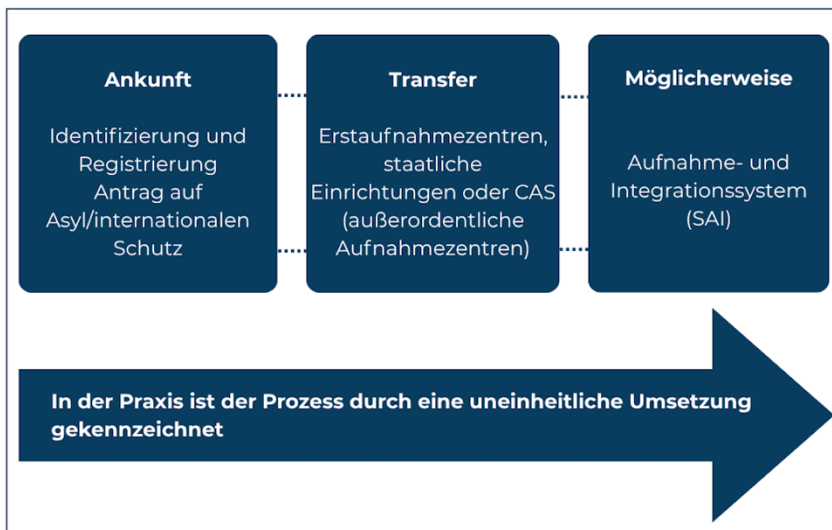 Ankunft
Identifizierung und
Registrierung
Antrag auf
Asyl/internationalen
Schutz
Transfer
Erstaufnahmezentren,
staatliche
Einrichtungen oder CAS
(außerordentliche
Aufnahmezentren)
Möglicherweise
Aufnahme- und
Integrationssystem
(SAI)
In der Praxis ist der Prozess durch eine uneinheitliche Umsetzung
gekennzeichnet